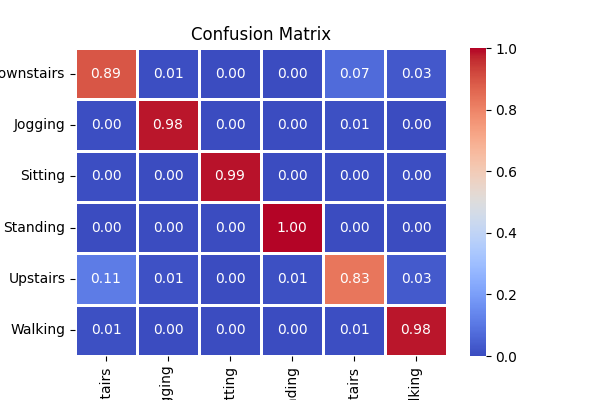 Confusion Matrix
ownstairs 0.89 0.01 0.00 0.00 0.07 0.03
Jogging 0.00 0.98 0.00 0.00 0.01 0.00
Sitting 0.00 0.00 0.99 0.00 0.00 0.00
Standing 0.00 0.00 0.00 1.00 0.00 0.00
Upstairs 0.11 0.01 0.00 0.01 0.83 0.03
Walking 0.01 0.00 0.00 0.01 0.98
tairs gging tting nding tairs lking
1.0
0.8
0.6
0.4
0.2
0.0